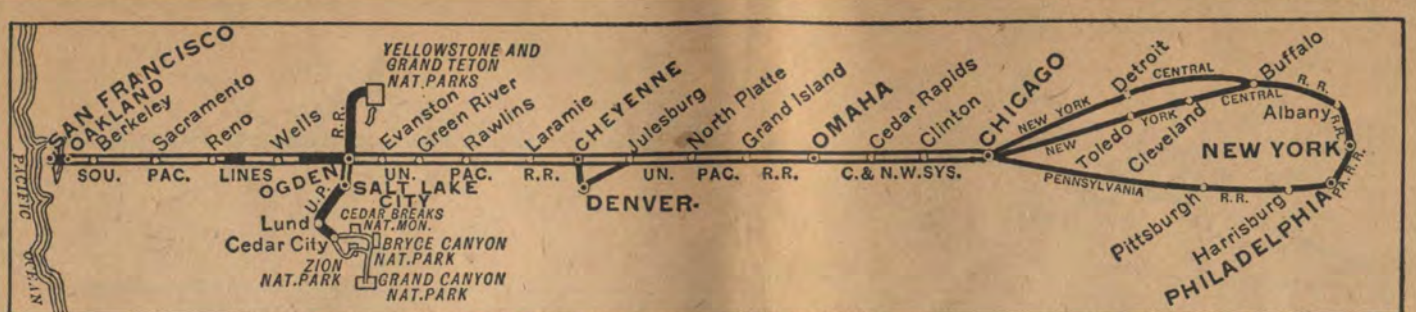 SAN FRANCISCO
OAKLAND
Berkeley
Sacramento
Reno
Wells
R.R.
YELLOWSTONE AND
GRAND TETON
NAT. PARKS
Evanston
Green River
Rawlins
Laramie
CHEYENNE
Julesburg
North Platte
Grand Island
OMAHA
Cedar Rapids
Clinton
CHICAGO
NEW YORK CENTRAL
Detroit
NEW YORK CENTRAL
Toledo
Cleveland
Buffalo
R. R.
Albany
R.R.
NEW YORK
PA. R.R.
PENNSYLVANIA R.R.
Pittsburgh
Harrisburg
PHILADELPHIA
SOU. PAC. LINES
UN. PAC. R.R.
UN. PAC. R.R.
C. & N.W. SYS.
OGDEN
U.P.
SALT LAKE
CITY
DENVER.
Lund
CEDAR BREAKS
NAT. MON.
Cedar City
BRYCE CANYON
NAT. PARK
ZION
NAT. PARK
GRAND CANYON
NAT. PARK
PACIFIC OCEAN